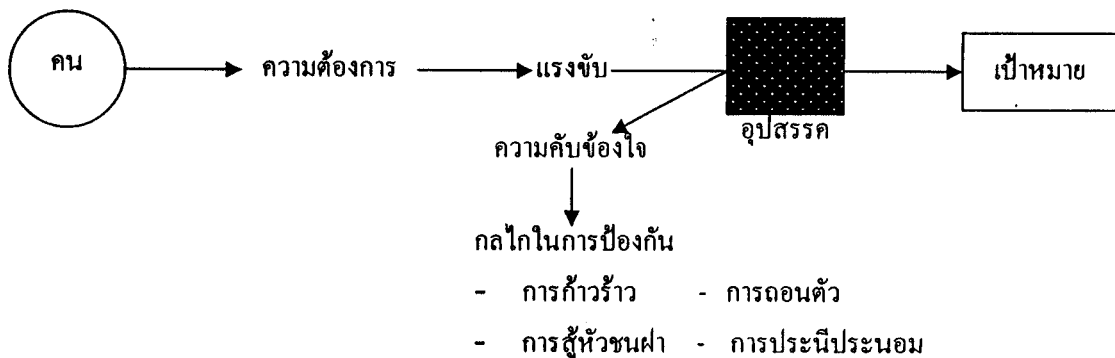 คน
ความต้องการ
แรงขับ
เป้าหมาย
อุปสรรค
ความคับข้องใจ
กลไกในการป้องกัน
- การก้าวร้าว - การถอนตัว
- การสู้หัวชนฝา - การประนีประนอม